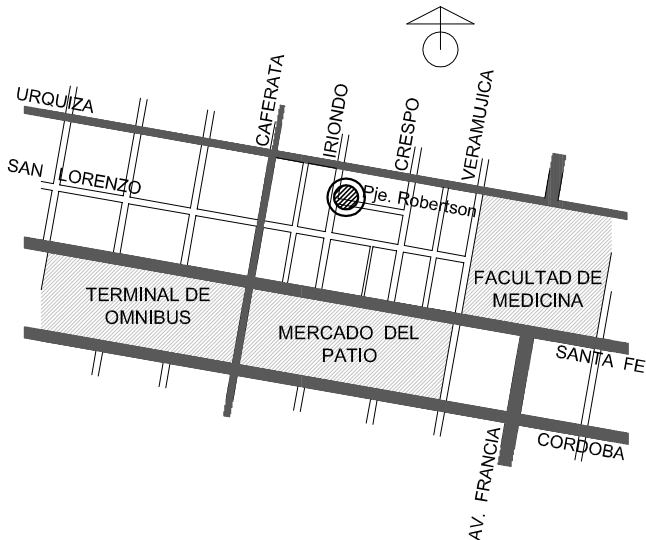 URQUIZA
CAFERATA
IRIONDO
CRESPO
VERAMUJICA
SAN LORENZO
Pje. Robertson
TERMINAL DE
OMNIBUS
MERCADO DEL
PATIO
FACULTAD DE
MEDICINA
SANTA FE
CORDOBA
AV. FRANCIA